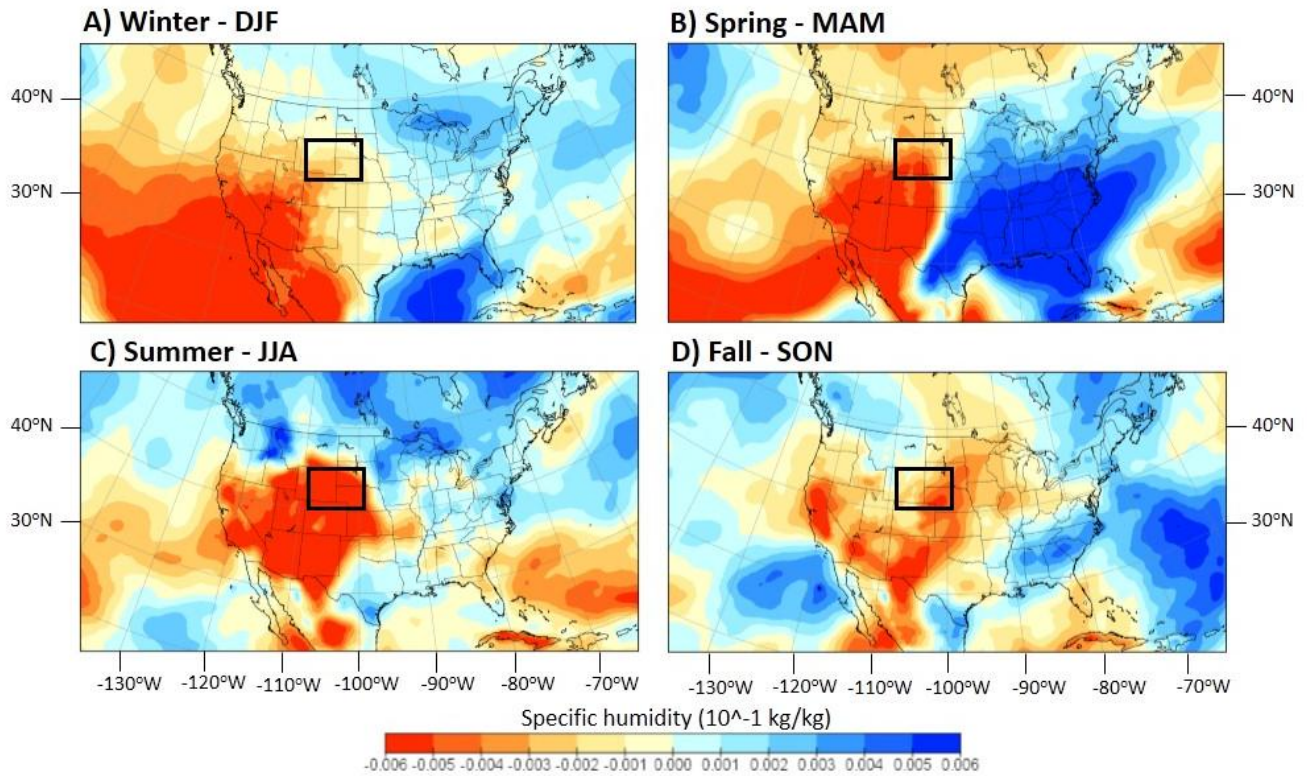 A) Winter - DJF
B) Spring - MAM
40°N
30°N
40°N
30°N
C) Summer - JJA
D) Fall - SON
40°N
30°N
40°N
30°N
-130°W -120°W -110°W -100°W -90°W -80°W -70°W
-130°W -120°W -110°W -100°W -90°W -80°W -70°W
Specific humidity (10^-1 kg/kg)
-0.006 -0.005 -0.004 -0.003 -0.002 -0.001 0.000 0.001 0.002 0.003 0.004 0.005 0.006